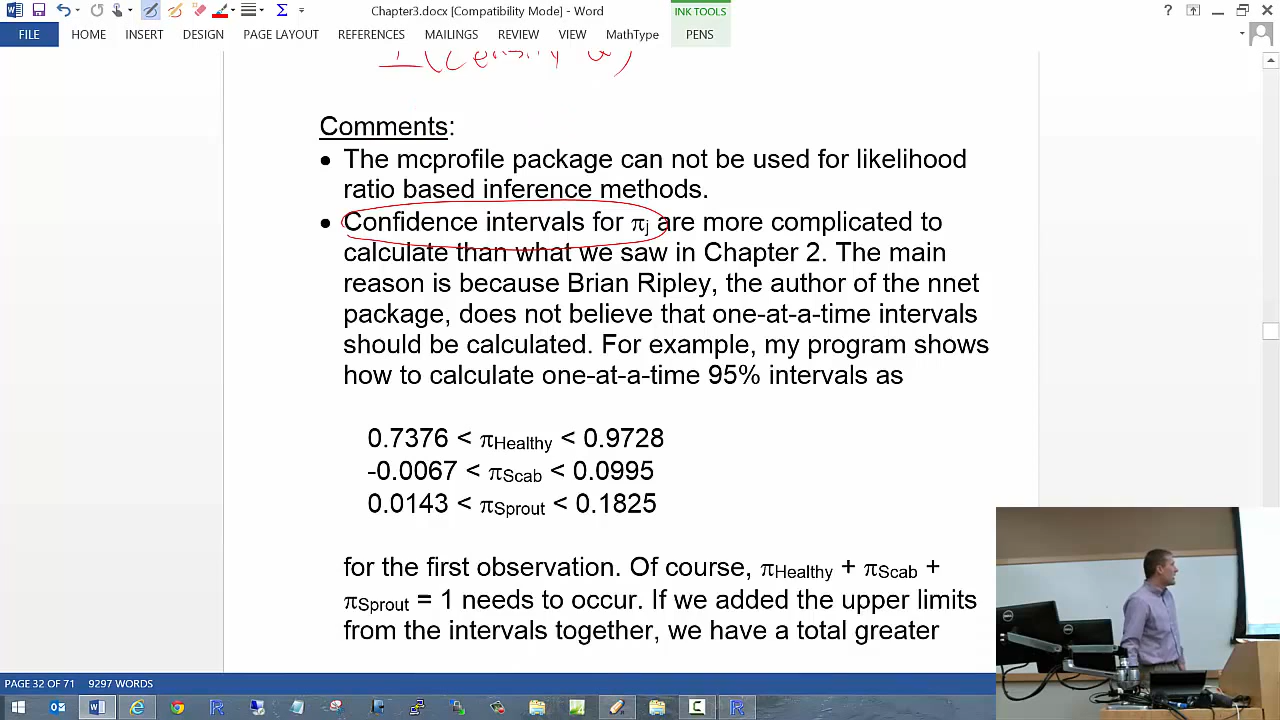 Chapter3.docx [Compatibility Mode] - Word
INK TOOLS
FILE HOME INSERT DESIGN PAGE LAYOUT REFERENCES MAILINGS REVIEW VIEW MathType PENS
Comments:
• The mcprofile package can not be used for likelihood
ratio based inference methods.
• Confidence intervals for πj are more complicated to
calculate than what we saw in Chapter 2. The main
reason is because Brian Ripley, the author of the nnet
package, does not believe that one-at-a-time intervals
should be calculated. For example, my program shows
how to calculate one-at-a-time 95% intervals as
0.7376 < πHealthy < 0.9728
-0.0067 < πScab < 0.0995
0.0143 < πSprout < 0.1825
for the first observation. Of course, πHealthy + πScab +
πSprout = 1 needs to occur. If we added the upper limits
from the intervals together, we have a total greater
PAGE 32 OF 71 9297 WORDS